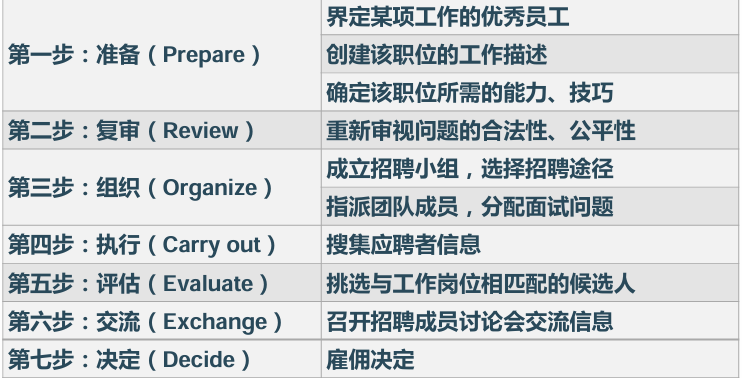 第一步：准备（Prepare）
界定某项工作的优秀员工
创建该职位的工作描述
确定该职位所需的能力、技巧
第二步：复审（Review）
重新审视问题的合法性、公平性
第三步：组织（Organize）
成立招聘小组，选择招聘途径
指派团队成员，分配面试问题
第四步：执行（Carry out）
搜集应聘者信息
第五步：评估（Evaluate）
挑选与工作岗位相匹配的候选人
第六步：交流（Exchange）
召开招聘成员讨论会交流信息
第七步：决定（Decide）
雇佣决定